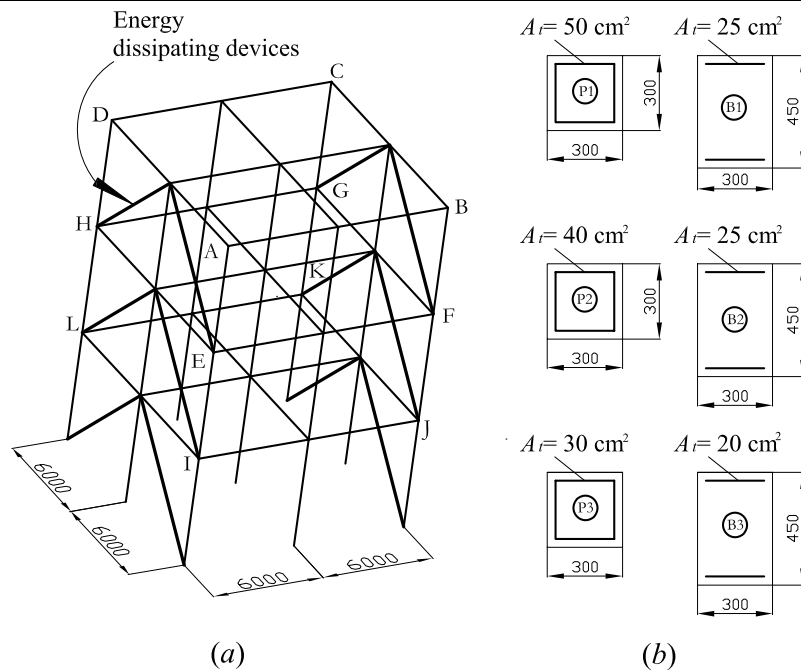 Energy
dissipating devices
C
D
G
B
H
A
K
F
L
E
J
I
6000
6000
6000
6000
(a)
A_t= 50 cm²
A_t= 25 cm²
P1
300
300
B1
450
300
A_t= 40 cm²
A_t= 25 cm²
P2
300
300
B2
450
300
A_t= 30 cm²
A_t= 20 cm²
P3
300
B3
450
300
(b)